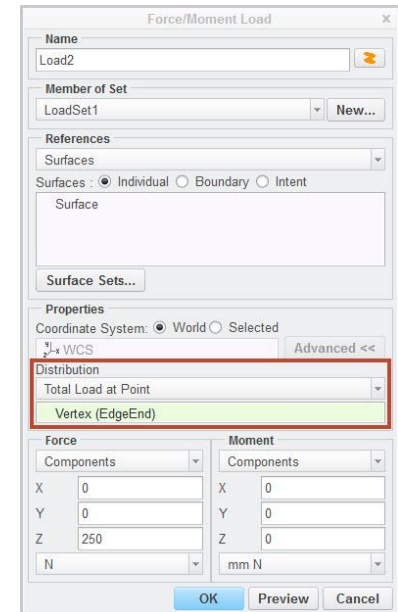 Force/Moment Load x
Name
Load2
Member of Set
LoadSet1 New...
References
Surfaces
Surfaces : Individual Boundary Intent
Surface
Surface Sets...
Properties
Coordinate System: World Selected
WCS Advanced <<
Distribution
Total Load at Point
Vertex (EdgeEnd)
Force Moment
Components Components
X 0 X 0
Y 0 Y 0
Z 250 Z 0
N mm N
OK Preview Cancel